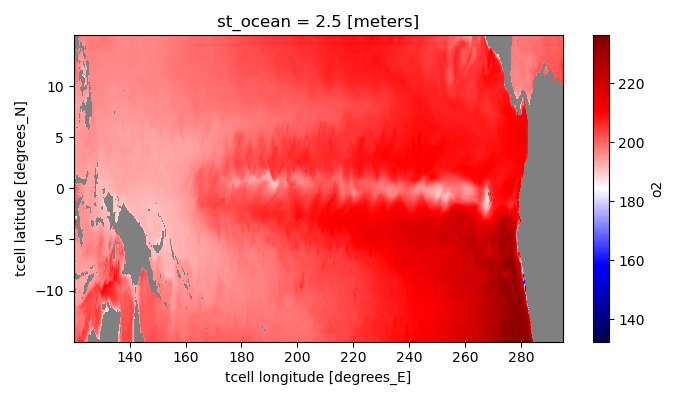 st_ocean = 2.5 [meters]
tcell latitude [degrees_N]
10
5
0
−5
−10
140 160 180 200 220 240 260 280
tcell longitude [degrees_E]
220
200
180
160
140
o2